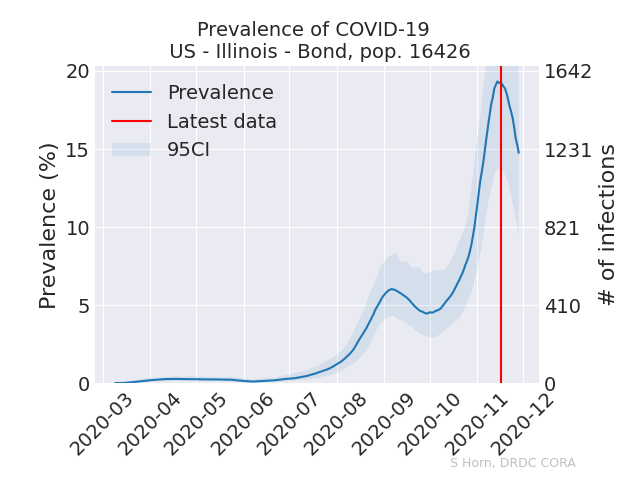 Prevalence of COVID-19
US - Illinois - Bond, pop. 16426
Prevalence (%)
20
15
10
5
0
Prevalence
Latest data
95CI
1642
1231
821
410
0
# of infections
2020-03
2020-04
2020-05
2020-06
2020-07
2020-08
2020-09
2020-10
2020-11
2020-12
S Horn, DRDC CORA